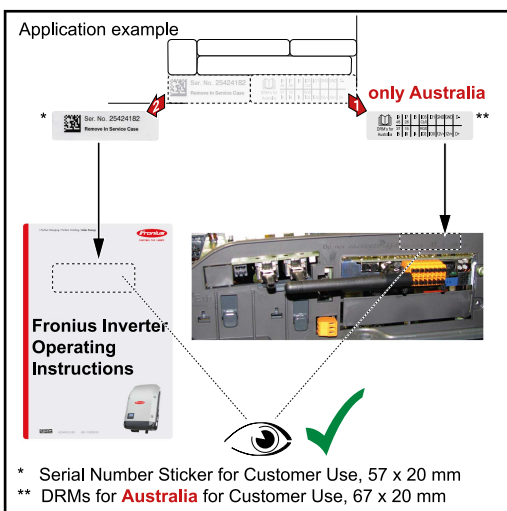 Application example
Ser. No. 25424182
Remove In Service Case
only Australia
* 2 1 **
Ser. No. 25424182
Remove In Service Case
DRM's for
Australia
Fronius
Fronius Inverter
Operating
Instructions
* Serial Number Sticker for Customer Use, 57 x 20 mm
** DRMs for Australia for Customer Use, 67 x 20 mm